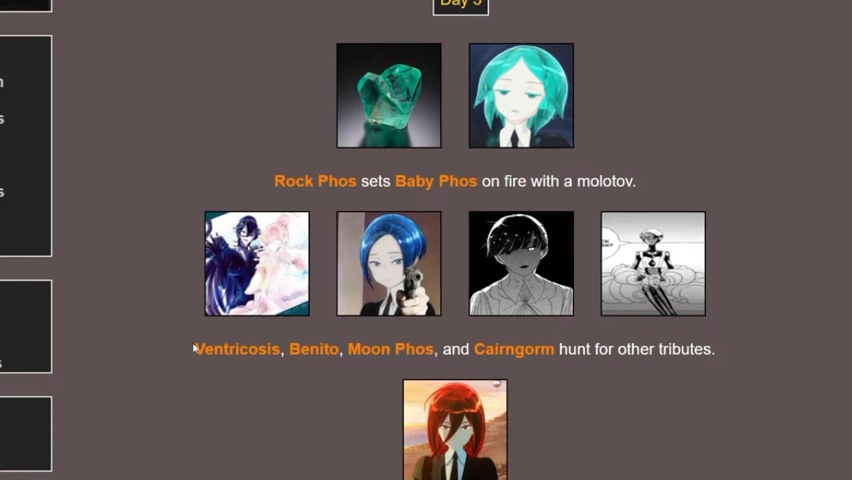 Day 5
Rock Phos sets Baby Phos on fire with a molotov.
Ventricosis, Benito, Moon Phos, and Cairngorm hunt for other tributes.